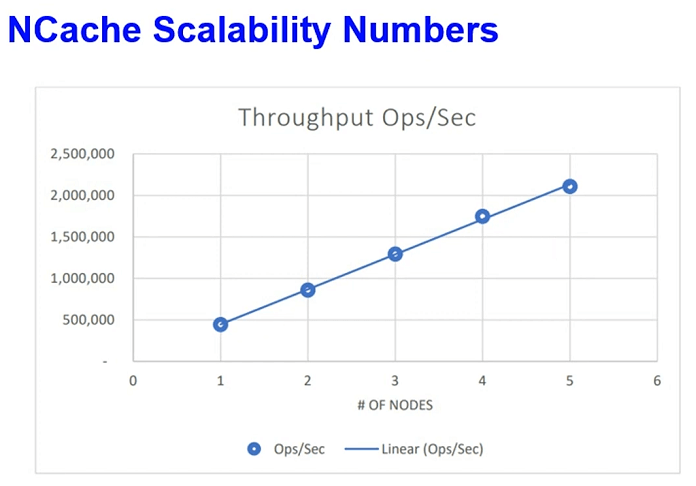 NCache Scalability Numbers
Throughput Ops/Sec
2,500,000
2,000,000
1,500,000
1,000,000
500,000
-
0 1 2 3 4 5 6
# OF NODES
Ops/Sec Linear (Ops/Sec)